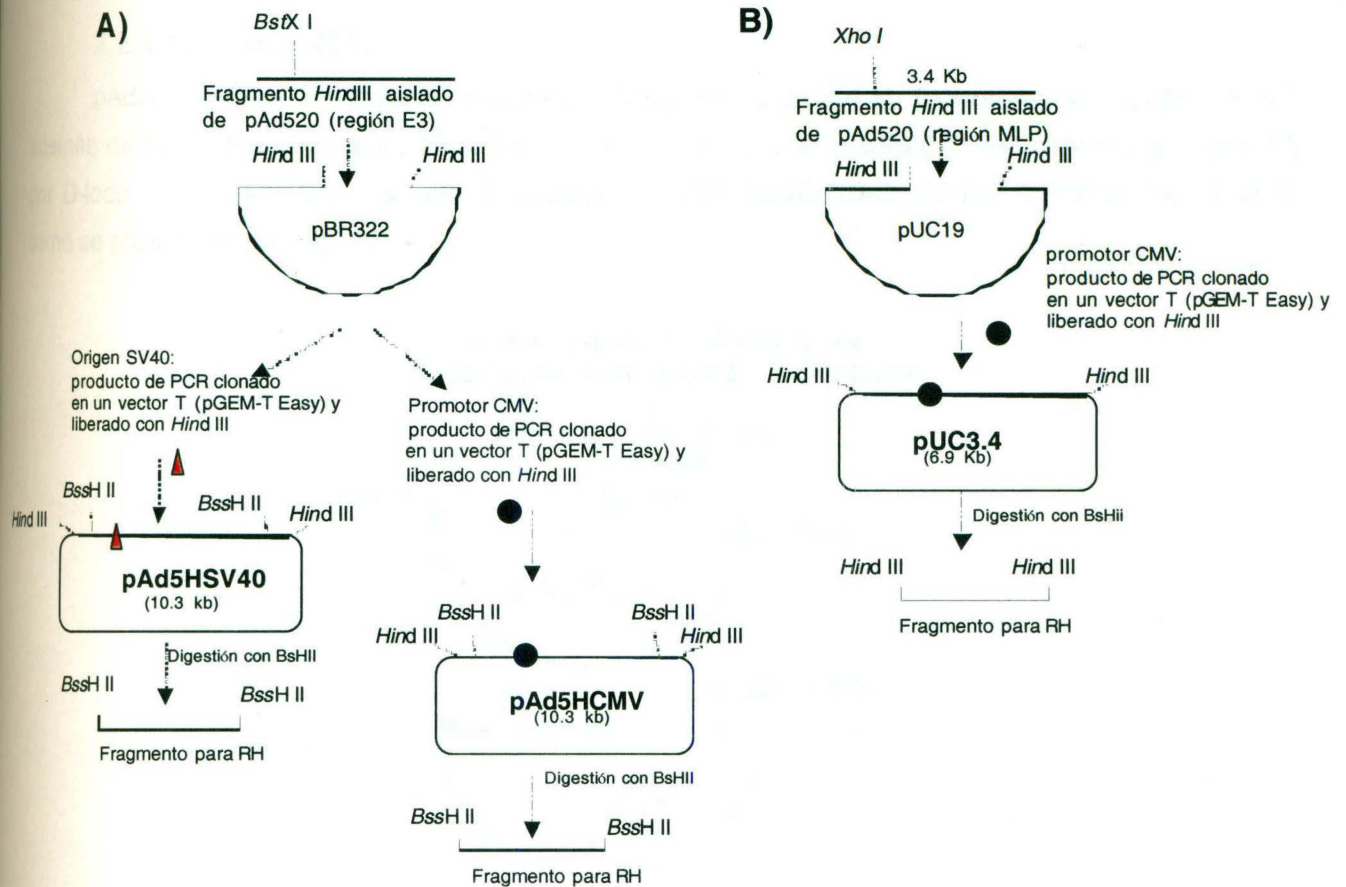 A)
BstX I
Fragmento HindIII aislado
de pAd520 (región E3)
Hind III
Hind III
pBR322
Origen SV40:
producto de PCR clonado
en un vector T (pGEM-T Easy) y
liberado con Hind III
Promotor CMV:
producto de PCR clonado
en un vector T (pGEM-T Easy) y
liberado con Hind III
Hind III
BssH II
BssH II
Hind III
pAd5HSV40
(10.3 kb)
Digestión con BsHII
BssH II
BssH II
Fragmento para RH
Hind III
BssH II
BssH II
Hind III
pAd5HCMV
(10.3 kb)
Digestión con BsHII
BssH II
BssH II
Fragmento para RH
B)
Xho I
3.4 Kb
Fragmento Hind III aislado
de pAd520 (región MLP)
Hind III
Hind III
pUC19
promotor CMV:
producto de PCR clonado
en un vector T (pGEM-T Easy) y
liberado con Hind III
Hind III
Hind III
pUC3.4
(6.9 Kb)
Digestión con BsHii
Hind III
Hind III
Fragmento para RH